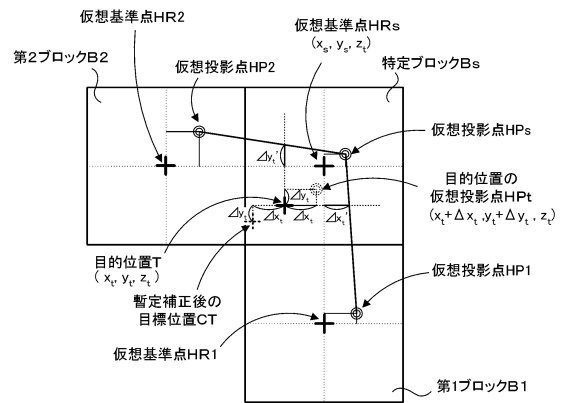 仮想基準点HR2
仮想基準点HRs
(xs, ys, zt)
第2ブロックB2
仮想投影点HP2
特定ブロックBs
仮想投影点HPs
⊿yt'
目的位置の
仮想投影点HPt
(xt+Δxt ,yt+Δyt , zt)
⊿yt
⊿yt
⊿xt
⊿xt
⊿xt'
目的位置T
( xt, yt, zt )
暫定補正後の
目標位置CT
仮想投影点HP1
仮想基準点HR1
第1ブロックB1